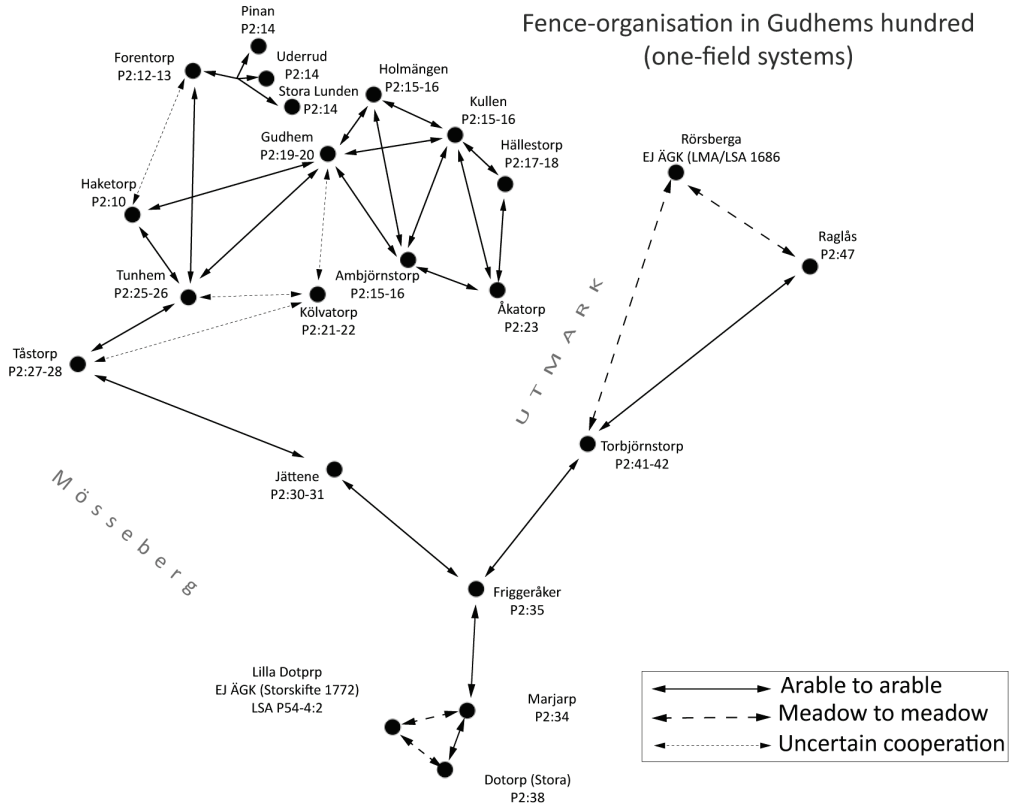 Fence-organisation in Gudhems hundred
(one-field systems)
Pinan
P2:14
Forentorp
P2:12-13
Uderrud
P2:14
Stora Lunden
P2:14
Holmängen
P2:15-16
Kullen
P2:15-16
Gudhem
P2:19-20
Hällestorp
P2:17-18
Rörsberga
EJ ÄGK (LMA/LSA 1686
Haketorp
P2:10
Raglås
P2:47
Tunhem
P2:25-26
Ambjörnstorp
P2:15-16
Kölvatorp
P2:21-22
Åkatorp
P2:23
UTMARK
Tåstorp
P2:27-28
Torbjörnstorp
P2:41-42
Jättene
P2:30-31
Mösseberg
Friggeråker
P2:35
Lilla Dotprp
EJ ÄGK (Storskifte 1772)
LSA P54-4:2
Marjarp
P2:34
Dotorp (Stora)
P2:38
Arable to arable
Meadow to meadow
Uncertain cooperation